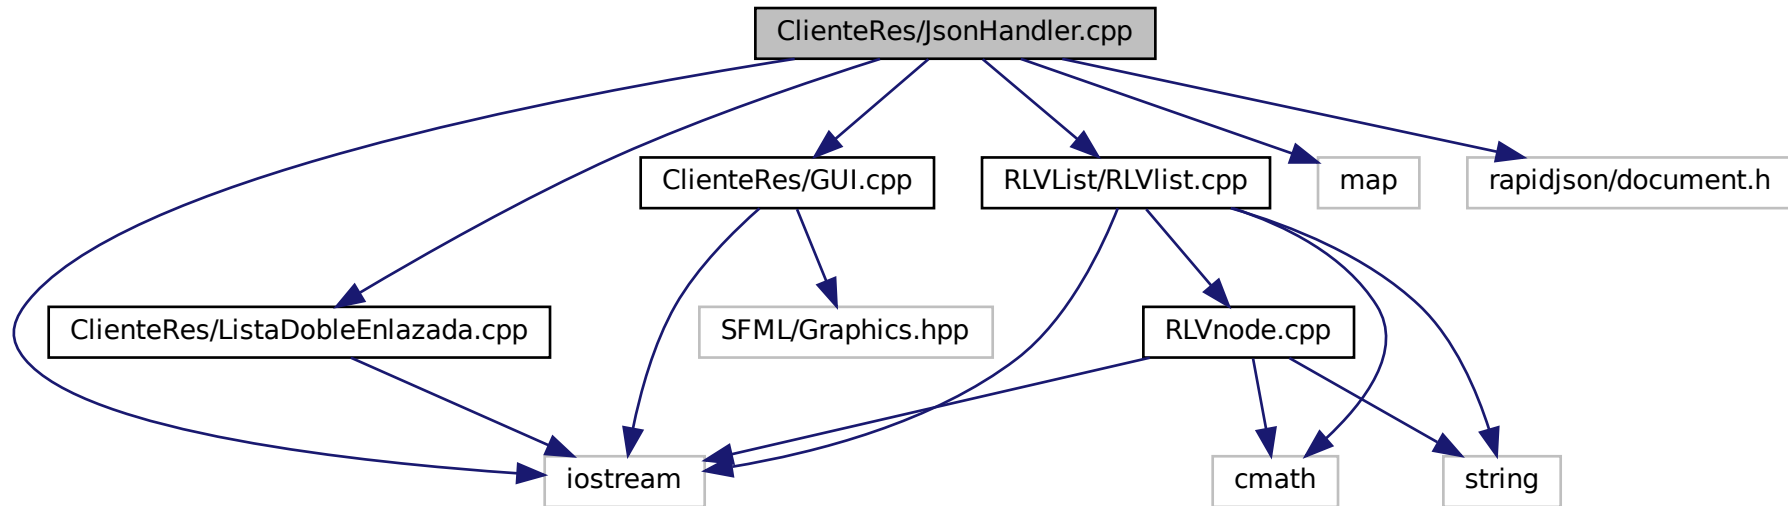 ClienteRes/JsonHandler.cpp
ClienteRes/GUI.cpp
RLVList/RLVlist.cpp
map
rapidjson/document.h
ClienteRes/ListaDobleEnlazada.cpp
SFML/Graphics.hpp
RLVnode.cpp
iostream
cmath
string